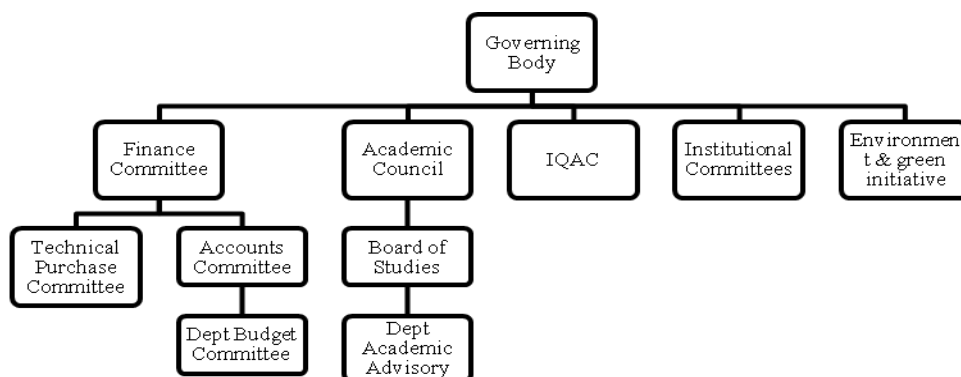 Governing
Body
Finance
Committee
Academic
Council
IQAC
Institutional
Committees
Environmen
t & green
initiative
Technical
Purchase
Committee
Accounts
Committee
Board of
Studies
Dept Budget
Committee
Dept
Academic
Advisory